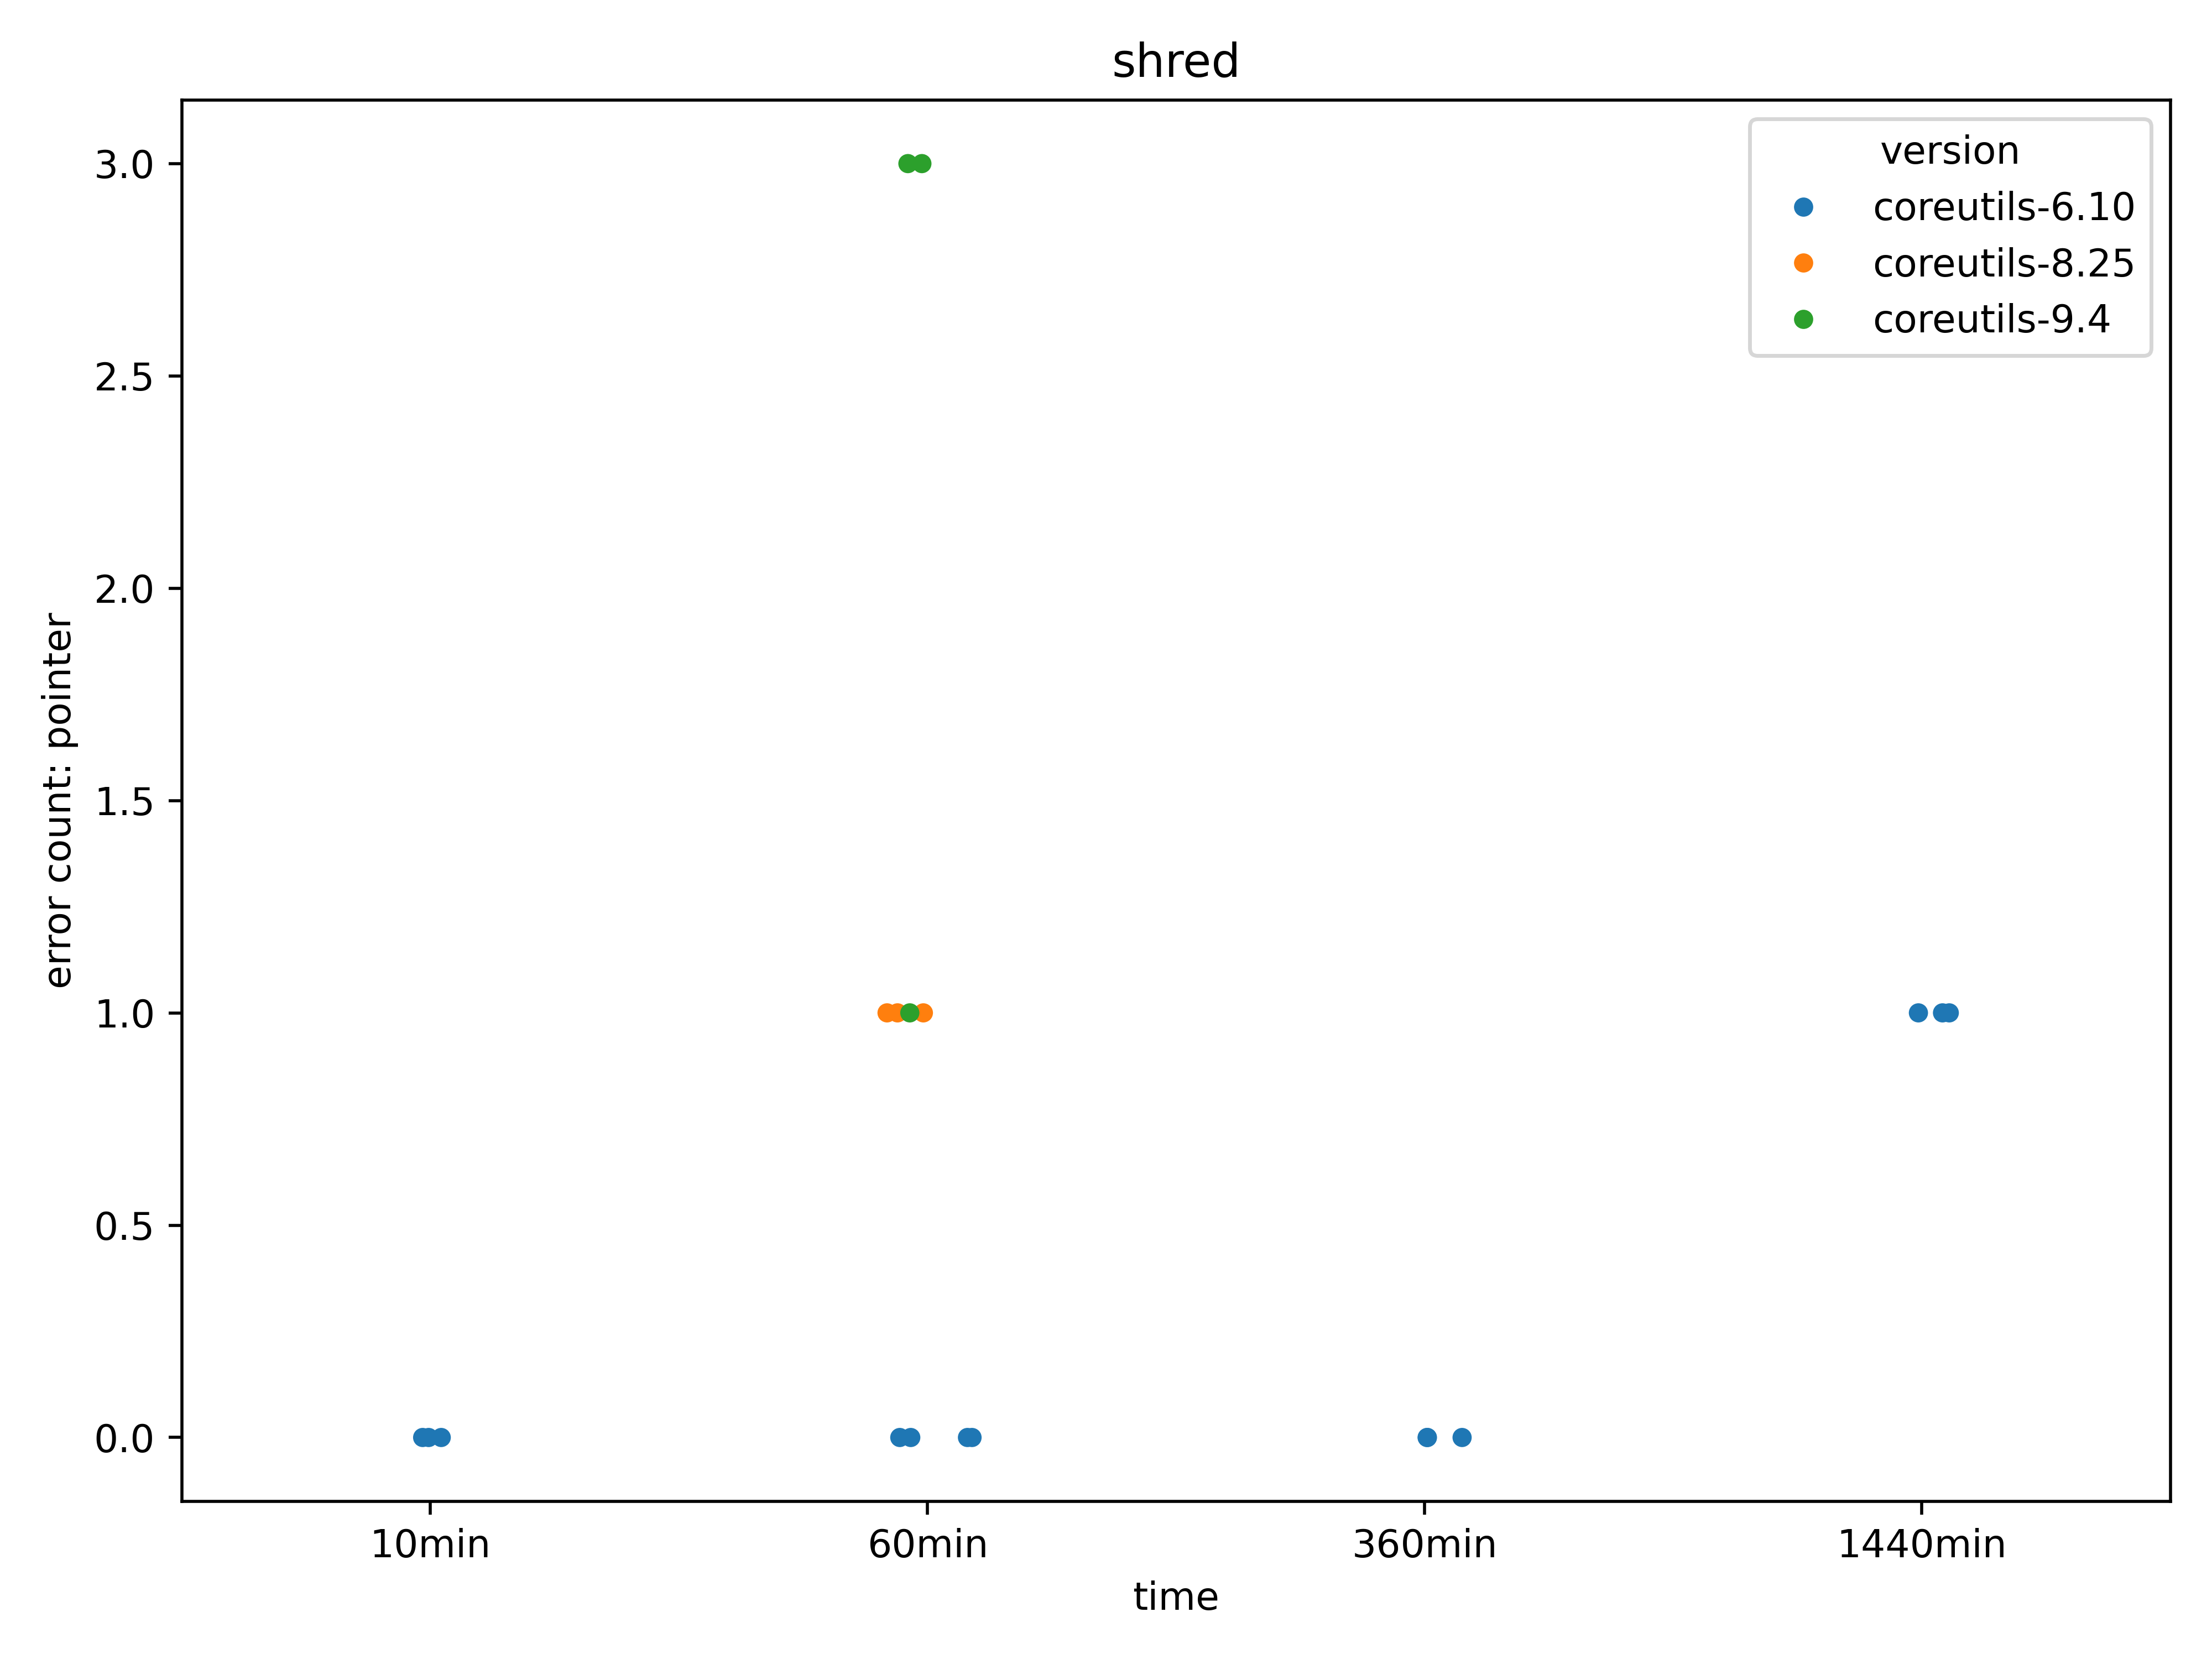 shred
version
coreutils-6.10
coreutils-8.25
coreutils-9.4
3.0
2.5
2.0
1.5
1.0
0.5
0.0
error count: pointer
10min
60min
360min
1440min
time